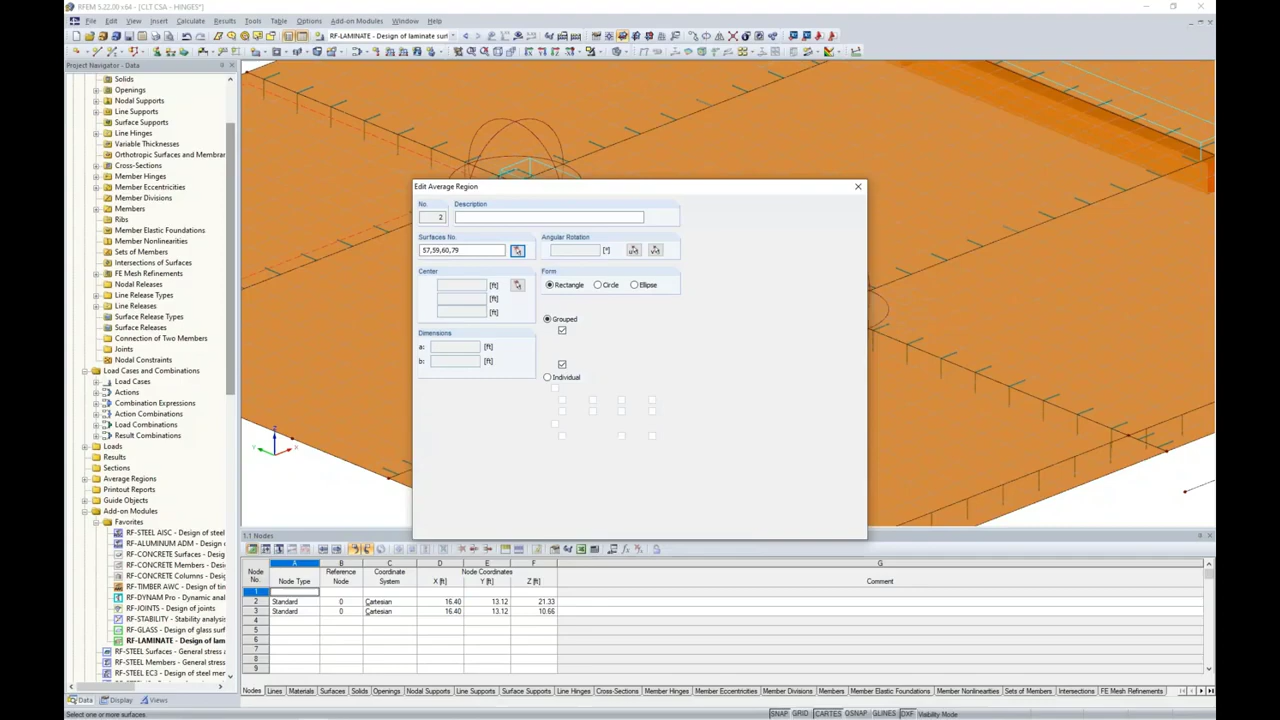 RFEM 5.22.00 x64 - [CLT CSA - HINGES*]
File Edit View Insert Calculate Results Tools Table Options Add-on Modules Window Help
RF-LAMINATE - Design of laminate surf
Project Navigator - Data
Solids
Openings
Nodal Supports
Line Supports
Surface Supports
Line Hinges
Variable Thicknesses
Orthotropic Surfaces and Membra
Cross-Sections
Member Hinges
Member Eccentricities
Member Divisions
Members
Ribs
Member Elastic Foundations
Member Nonlinearities
Sets of Members
Intersections of Surfaces
FE Mesh Refinements
Nodal Releases
Line Release Types
Line Releases
Surface Release Types
Surface Releases
Connection of Two Members
Joints
Nodal Constraints
Load Cases and Combinations
Load Cases
Actions
Combination Expressions
Action Combinations
Load Combinations
Result Combinations
Loads
Results
Sections
Average Regions
Printout Reports
Guide Objects
Add-on Modules
Favorites
RF-STEEL AISC - Design of steel
RF-ALUMINUM ADM - Design of
RF-CONCRETE Surfaces - Design
RF-CONCRETE Members - Design
RF-CONCRETE Columns - Design
RF-TIMBER AWC - Design of tim
RF-DYNAM Pro - Dynamic analy
RF-JOINTS - Design of joints
RF-STABILITY - Stability analysis
RF-GLASS - Design of glass surf
RF-LAMINATE - Design of lam
RF-STEEL Surfaces - General stress
RF-STEEL Members - General stress
RF-STEEL EC3 - Design of steel mem
Data Display Views
Edit Average Region
No. Description
2
Surfaces No. Angular Rotation
57,59,60,79 [°]
Center Form
[ft] Rectangle Circle Ellipse
[ft]
[ft]
Grouped
Dimensions
a: [ft]
b: [ft]
Individual
Z
Y X
1.1 Nodes
A B C D E F G
Node Reference Coordinate Node Coordinates
No. Node Type Node System X [ft] Y [ft] Z [ft] Comment
1
2 Standard 0 Cartesian 16.40 13.12 21.33
3 Standard 0 Cartesian 16.40 13.12 10.66
4
5
6
7
8
9
Nodes Lines Materials Surfaces Solids Openings Nodal Supports Line Supports Surface Supports Line Hinges Cross-Sections Member Hinges Member Eccentricities Member Divisions Members Member Elastic Foundations Member Nonlinearities Sets of Members Intersections FE Mesh Refinements
Select one or more surfaces. SNAP GRID CARTES OSNAP GLINES DXF Visibility Mode